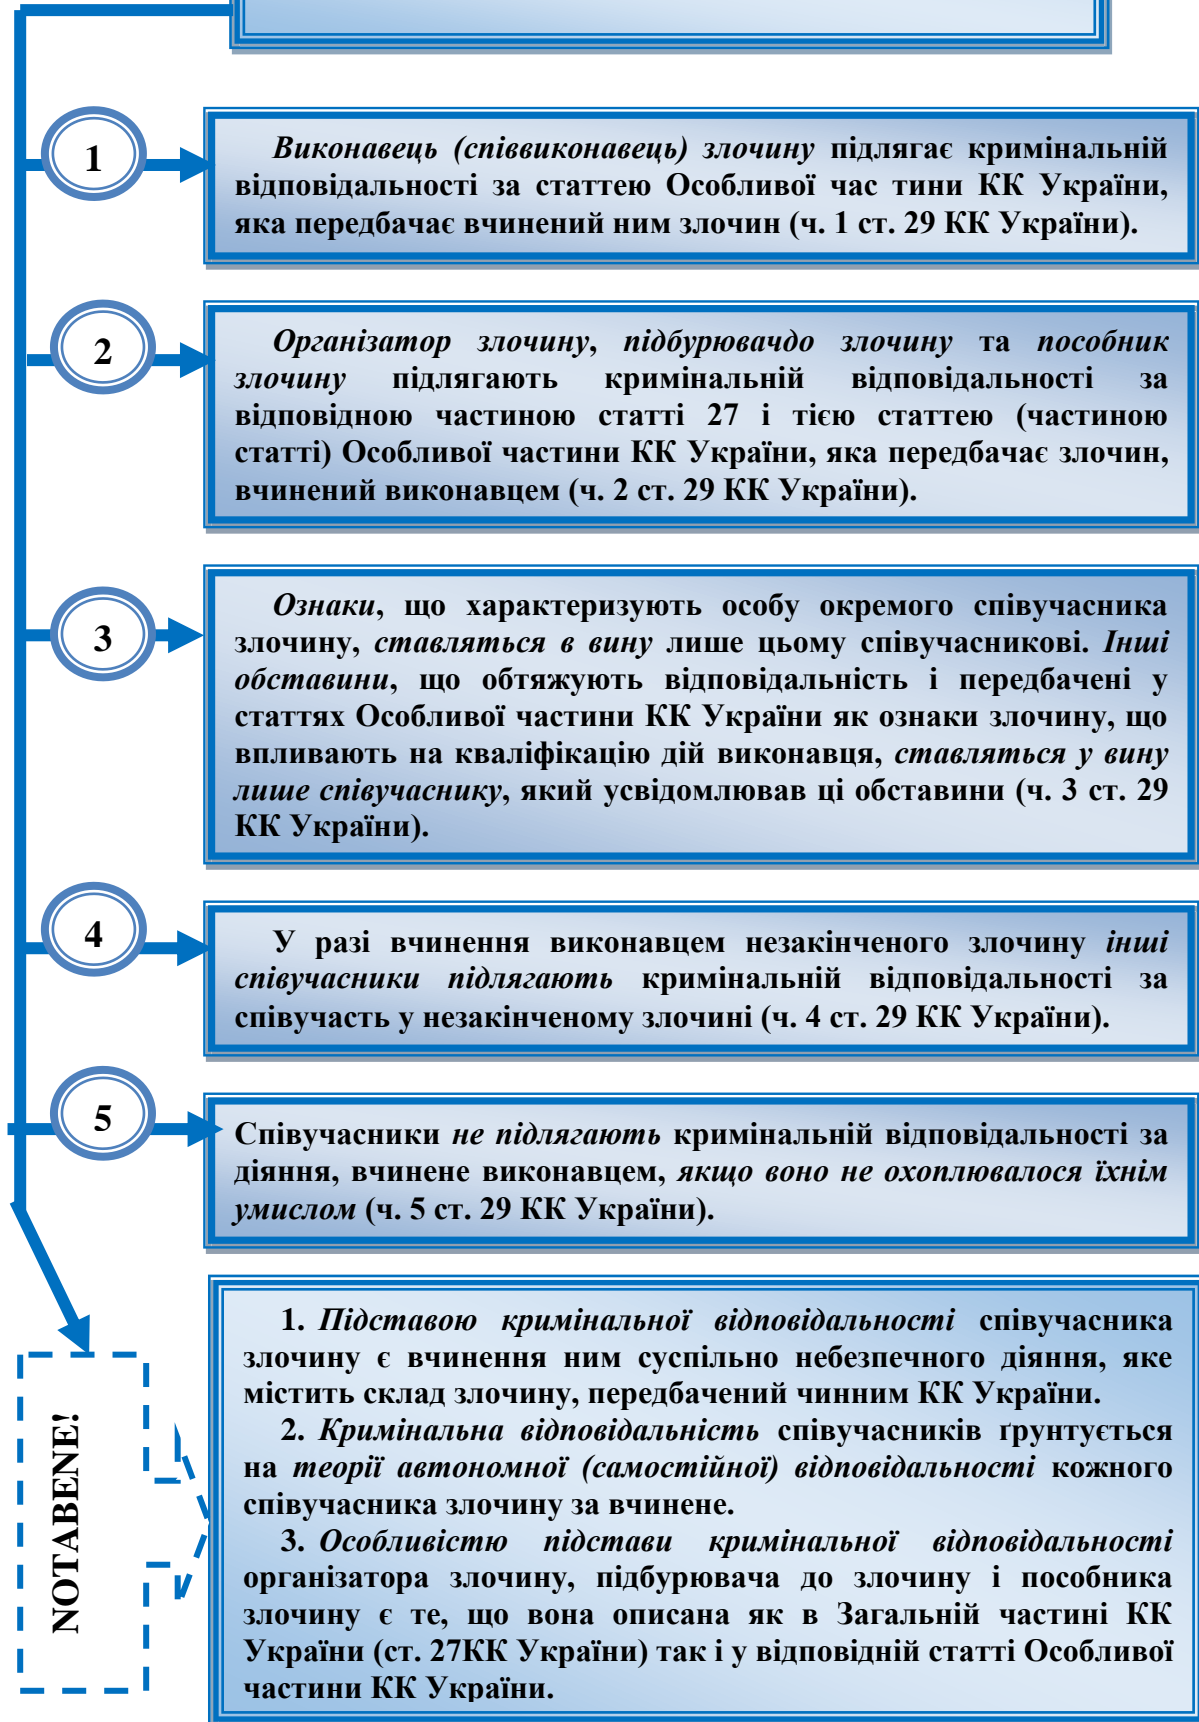 1
Виконавець (співвиконавець) злочину підлягає кримінальній
відповідальності за статтею Особливої час тини КК України,
яка передбачає вчинений ним злочин (ч. 1 ст. 29 КК України).
2
Організатор злочину, підбурювачдо злочину та пособник
злочину підлягають кримінальній відповідальності за
відповідною частиною статті 27 і тією статтею (частиною
статті) Особливої частини КК України, яка передбачає злочин,
вчинений виконавцем (ч. 2 ст. 29 КК України).
3
Ознаки, що характеризують особу окремого співучасника
злочину, ставляться в вину лише цьому співучасникові. Інші
обставини, що обтяжують відповідальність і передбачені у
статтях Особливої частини КК України як ознаки злочину, що
впливають на кваліфікацію дій виконавця, ставляться у вину
лише співучаснику, який усвідомлював ці обставини (ч. 3 ст. 29
КК України).
4
У разі вчинення виконавцем незакінченого злочину інші
співучасники підлягають кримінальній відповідальності за
співучасть у незакінченому злочині (ч. 4 ст. 29 КК України).
5
Співучасники не підлягають кримінальній відповідальності за
діяння, вчинене виконавцем, якщо воно не охоплювалося їхнім
умислом (ч. 5 ст. 29 КК України).
NOTABENE!
1. Підставою кримінальної відповідальності співучасника
злочину є вчинення ним суспільно небезпечного діяння, яке
містить склад злочину, передбачений чинним КК України.
2. Кримінальна відповідальність співучасників ґрунтується
на теорії автономної (самостійної) відповідальності кожного
співучасника злочину за вчинене.
3. Особливістю підстави кримінальної відповідальності
організатора злочину, підбурювача до злочину і пособника
злочину є те, що вона описана як в Загальній частині КК
України (ст. 27КК України) так і у відповідній статті Особливої
частини КК України.